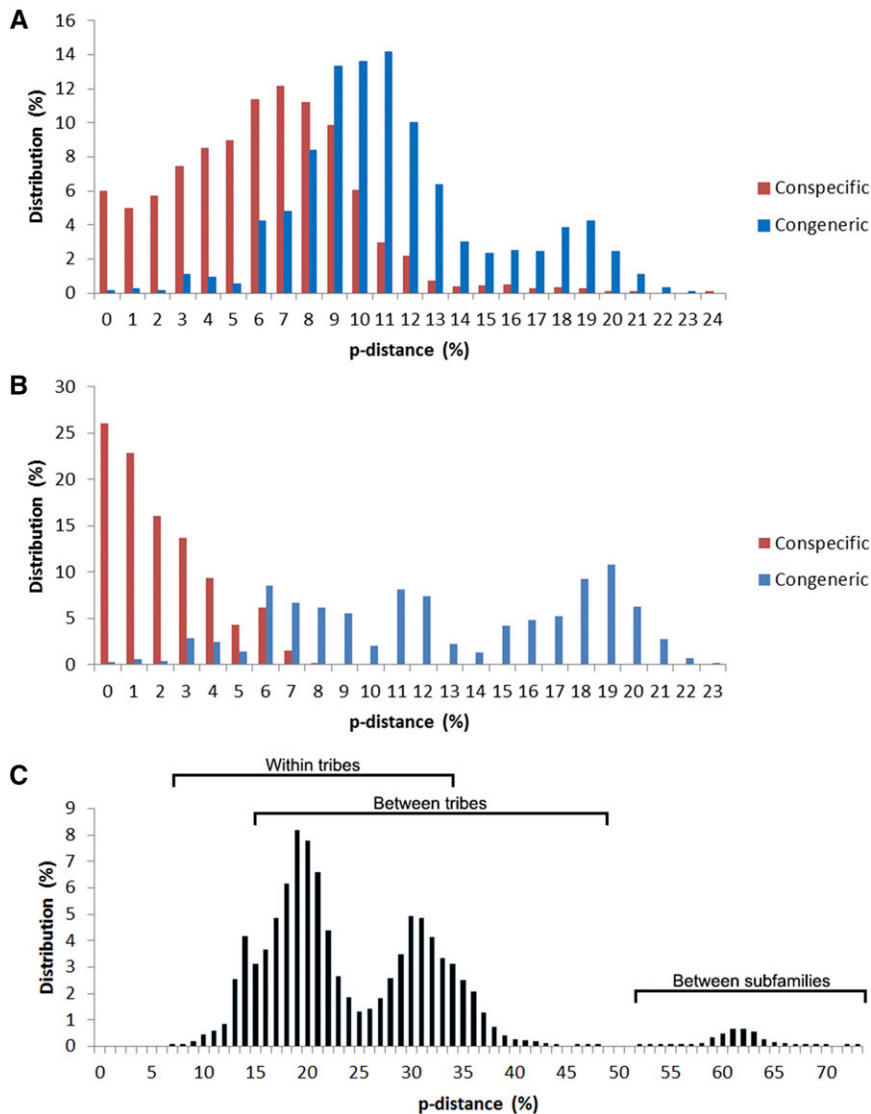 A
Distribution (%)
16
14
12
10
8
6
4
2
0
0 1 2 3 4 5 6 7 8 9 10 11 12 13 14 15 16 17 18 19 20 21 22 23 24
p-distance (%)
Conspecific
Congeneric
B
Distribution (%)
30
25
20
15
10
5
0
0 1 2 3 4 5 6 7 8 9 10 11 12 13 14 15 16 17 18 19 20 21 22 23
p-distance (%)
Conspecific
Congeneric
C
Within tribes
Between tribes
Between subfamilies
Distribution (%)
9
8
7
6
5
4
3
2
1
0
0 5 10 15 20 25 30 35 40 45 50 55 60 65 70
p-distance (%)